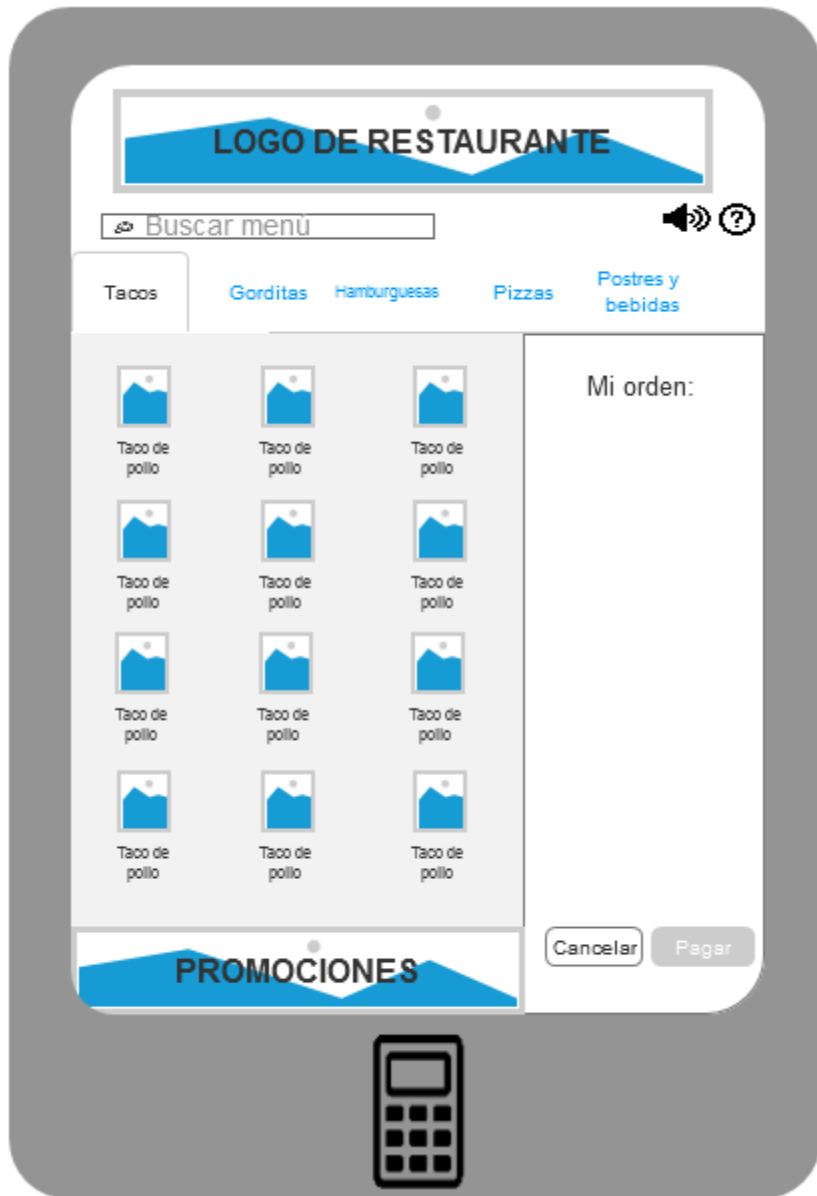 LOGO DE RESTAURANTE
Buscar menú
Tacos
Gorditas
Hamburguesas
Pizzas
Postres y
bebidas
Mi orden:
Taco de
pollo
Taco de
pollo
Taco de
pollo
Taco de
pollo
Taco de
pollo
Taco de
pollo
Taco de
pollo
Taco de
pollo
Taco de
pollo
Taco de
pollo
Taco de
pollo
Taco de
pollo
Cancelar
Pagar
PROMOCIONES